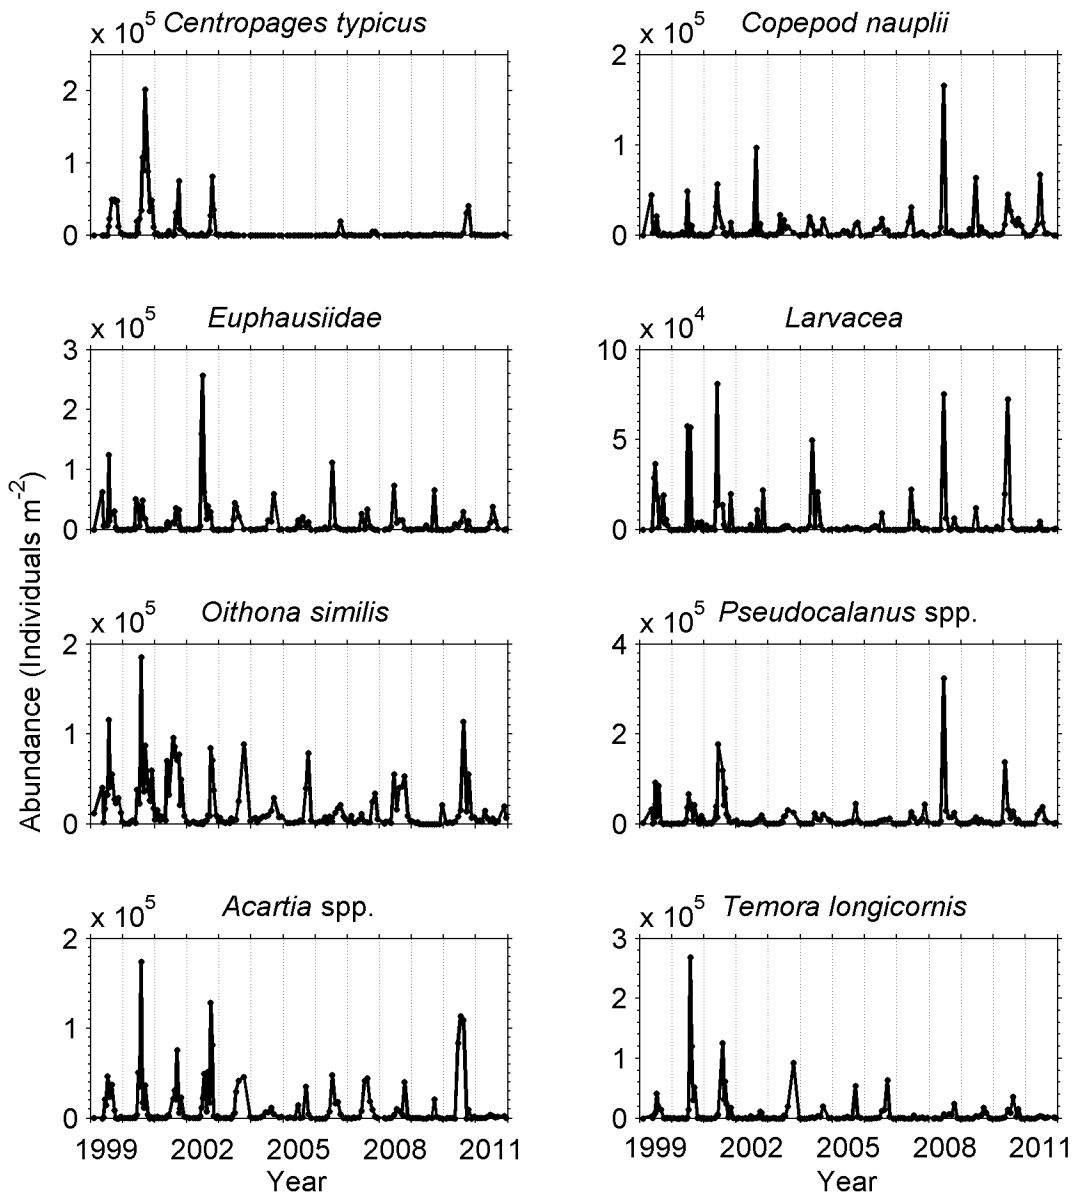 x 10^5 Centropages typicus
2
1
0
x 10^5 Copepod nauplii
2
1
0
x 10^5 Euphausiidae
3
2
1
0
x 10^4 Larvacea
10
5
0
Abundance (Individuals m^-2)
x 10^5 Oithona similis
2
1
0
x 10^5 Pseudocalanus spp.
4
2
0
x 10^5 Acartia spp.
2
1
0
1999 2002 2005 2008 2011
Year
x 10^5 Temora longicornis
3
2
1
0
1999 2002 2005 2008 2011
Year